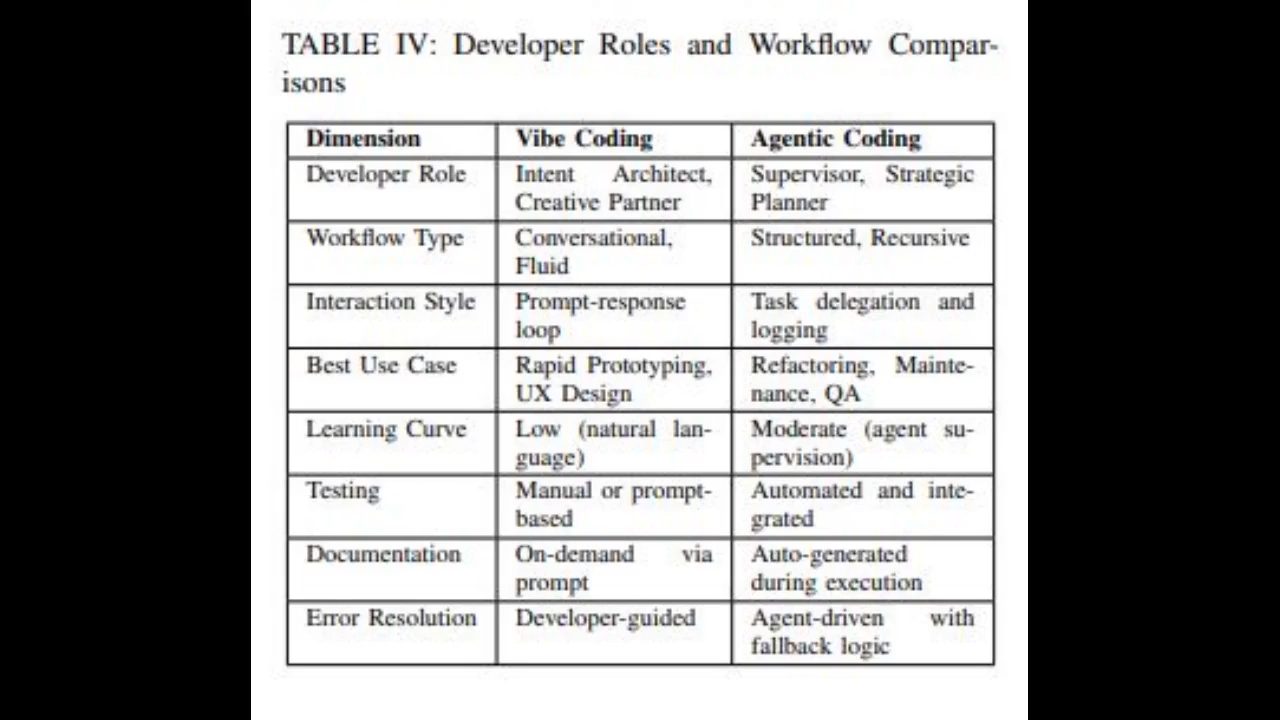 TABLE IV: Developer Roles and Workflow Compar-
isons
Dimension Vibe Coding Agentic Coding
Developer Role Intent Architect, Supervisor, Strategic
Creative Partner Planner
Workflow Type Conversational, Structured, Recursive
Fluid
Interaction Style Prompt-response Task delegation and
loop logging
Best Use Case Rapid Prototyping, Refactoring, Mainte-
UX Design nance, QA
Learning Curve Low (natural lan- Moderate (agent su-
guage) pervision)
Testing Manual or prompt- Automated and inte-
based grated
Documentation On-demand via Auto-generated
prompt during execution
Error Resolution Developer-guided Agent-driven with
fallback logic